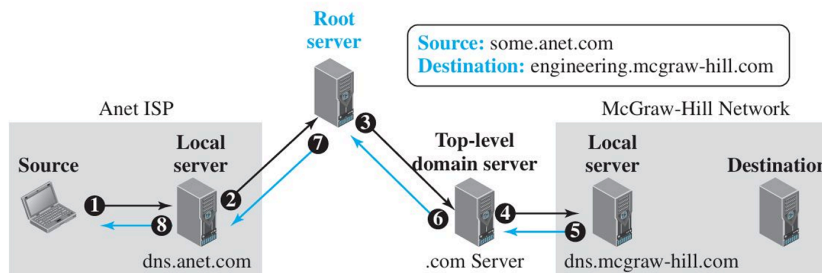 Root
server
Source: some.anet.com
Destination: engineering.mcgraw-hill.com
Anet ISP
McGraw-Hill Network
Source
Local
server
Top-level
domain server
Local
server
Destination
1
8
2
7
3
6
4
5
dns.anet.com
.com Server
dns.mcgraw-hill.com